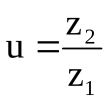 u = z₂/z₁